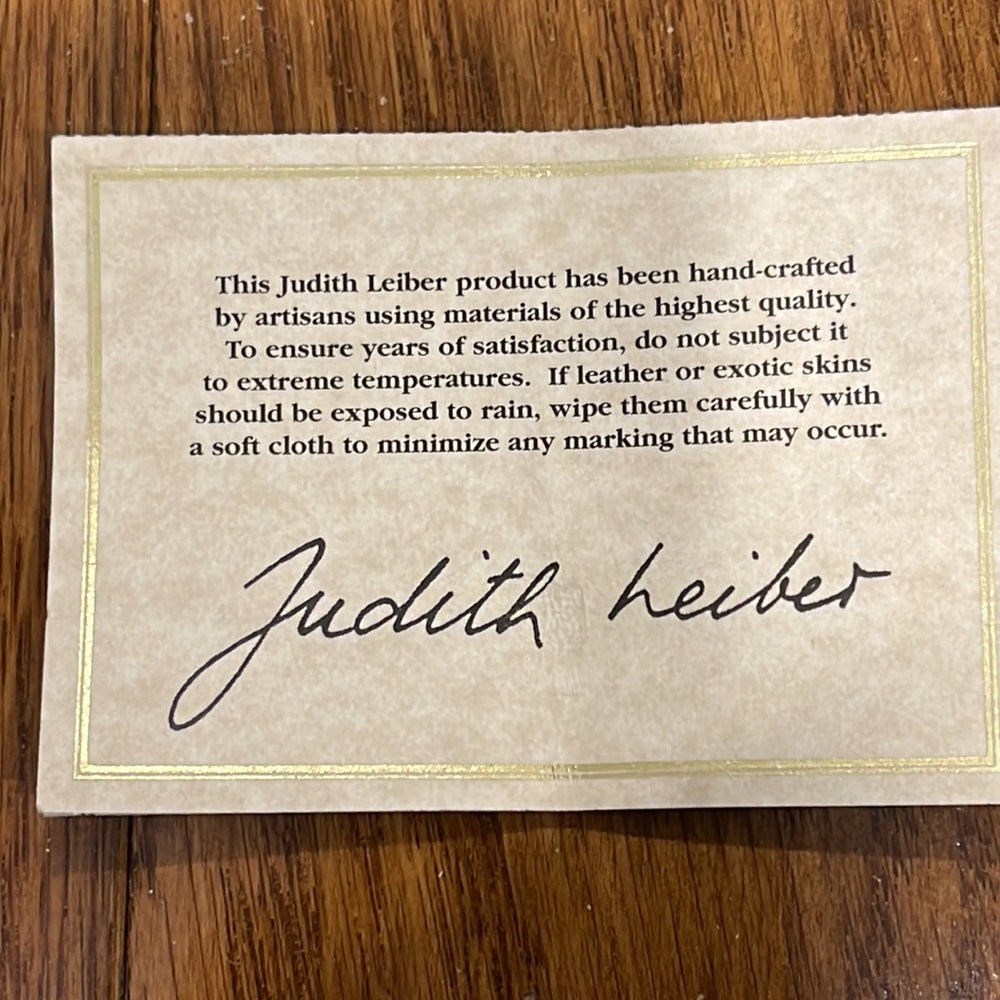 This Judith Leiber product has been hand-crafted
by artisans using materials of the highest quality.
To ensure years of satisfaction, do not subject it
to extreme temperatures. If leather or exotic skins
should be exposed to rain, wipe them carefully with
a soft cloth to minimize any marking that may occur.
Judith Leiber